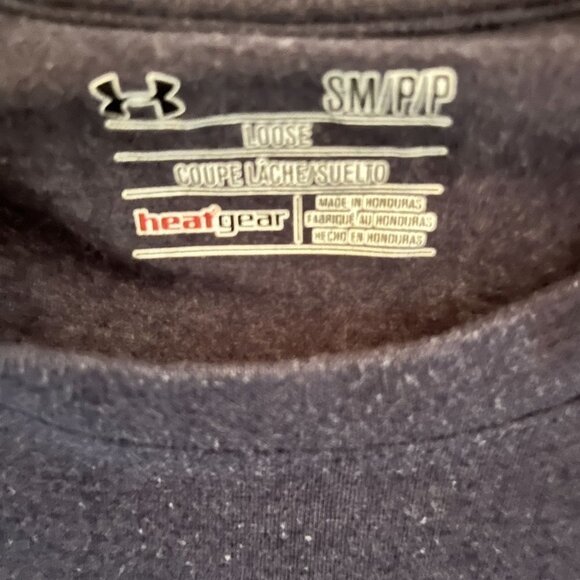 SM/P/P
LOOSE
COUPE LÂCHE/SUELTO
heatgear
MADE IN HONDURAS
FABRIQUÉ AU HONDURAS
HECHO EN HONDURAS